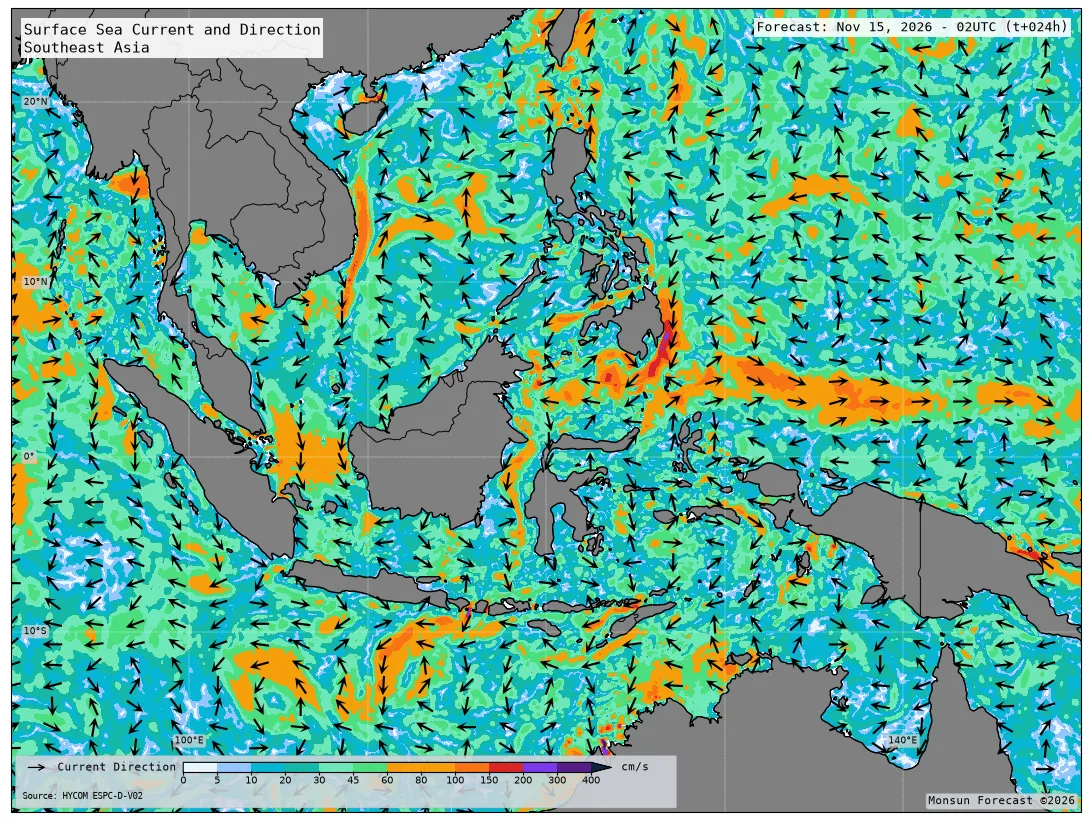 Surface Sea Current and Direction
Southeast Asia
Forecast: Nov 15, 2026 - 02UTC (t+024h)
20°N
10°N
0°
10°S
100°E
140°E
Current Direction
0 5 10 20 30 45 60 80 100 150 200 300 400
cm/s
Source: HYCOM ESPC-D-V02
Monsun Forecast ©2026